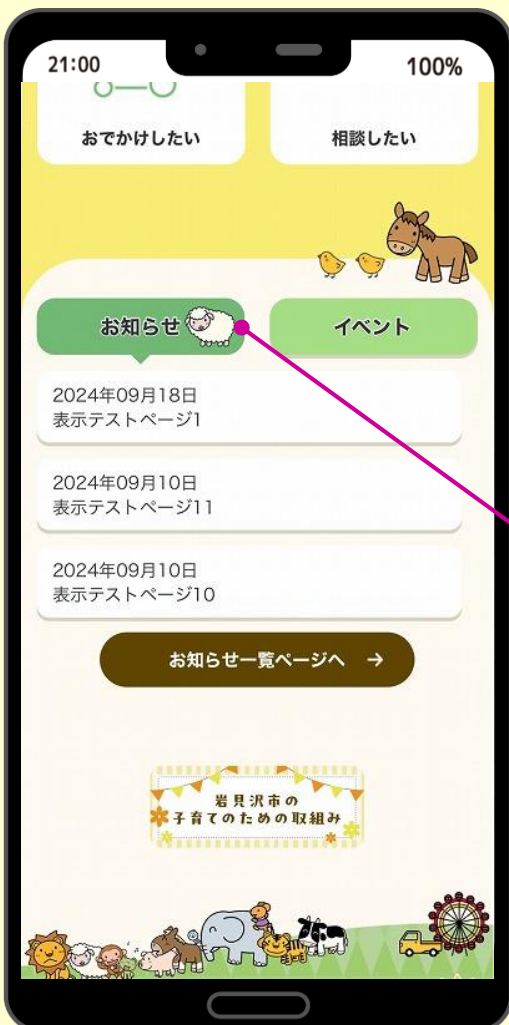 21:00
100%
おでかけしたい
相談したい
お知らせ
イベント
2024年09月18日
表示テストページ1
2024年09月10日
表示テストページ11
2024年09月10日
表示テストページ10
お知らせ一覧ページへ →
岩見沢市の
子育てのための取組み